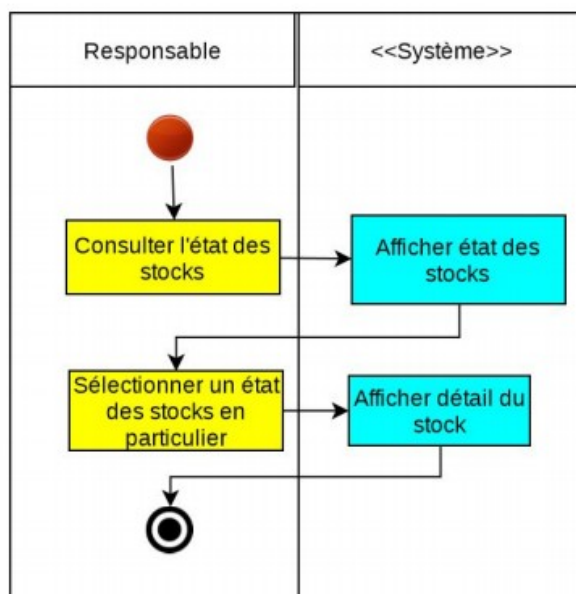 Responsable
<<Système>>
Consulter l'état des
stocks
Afficher état des
stocks
Sélectionner un état
des stocks en
particulier
Afficher détail du
stock